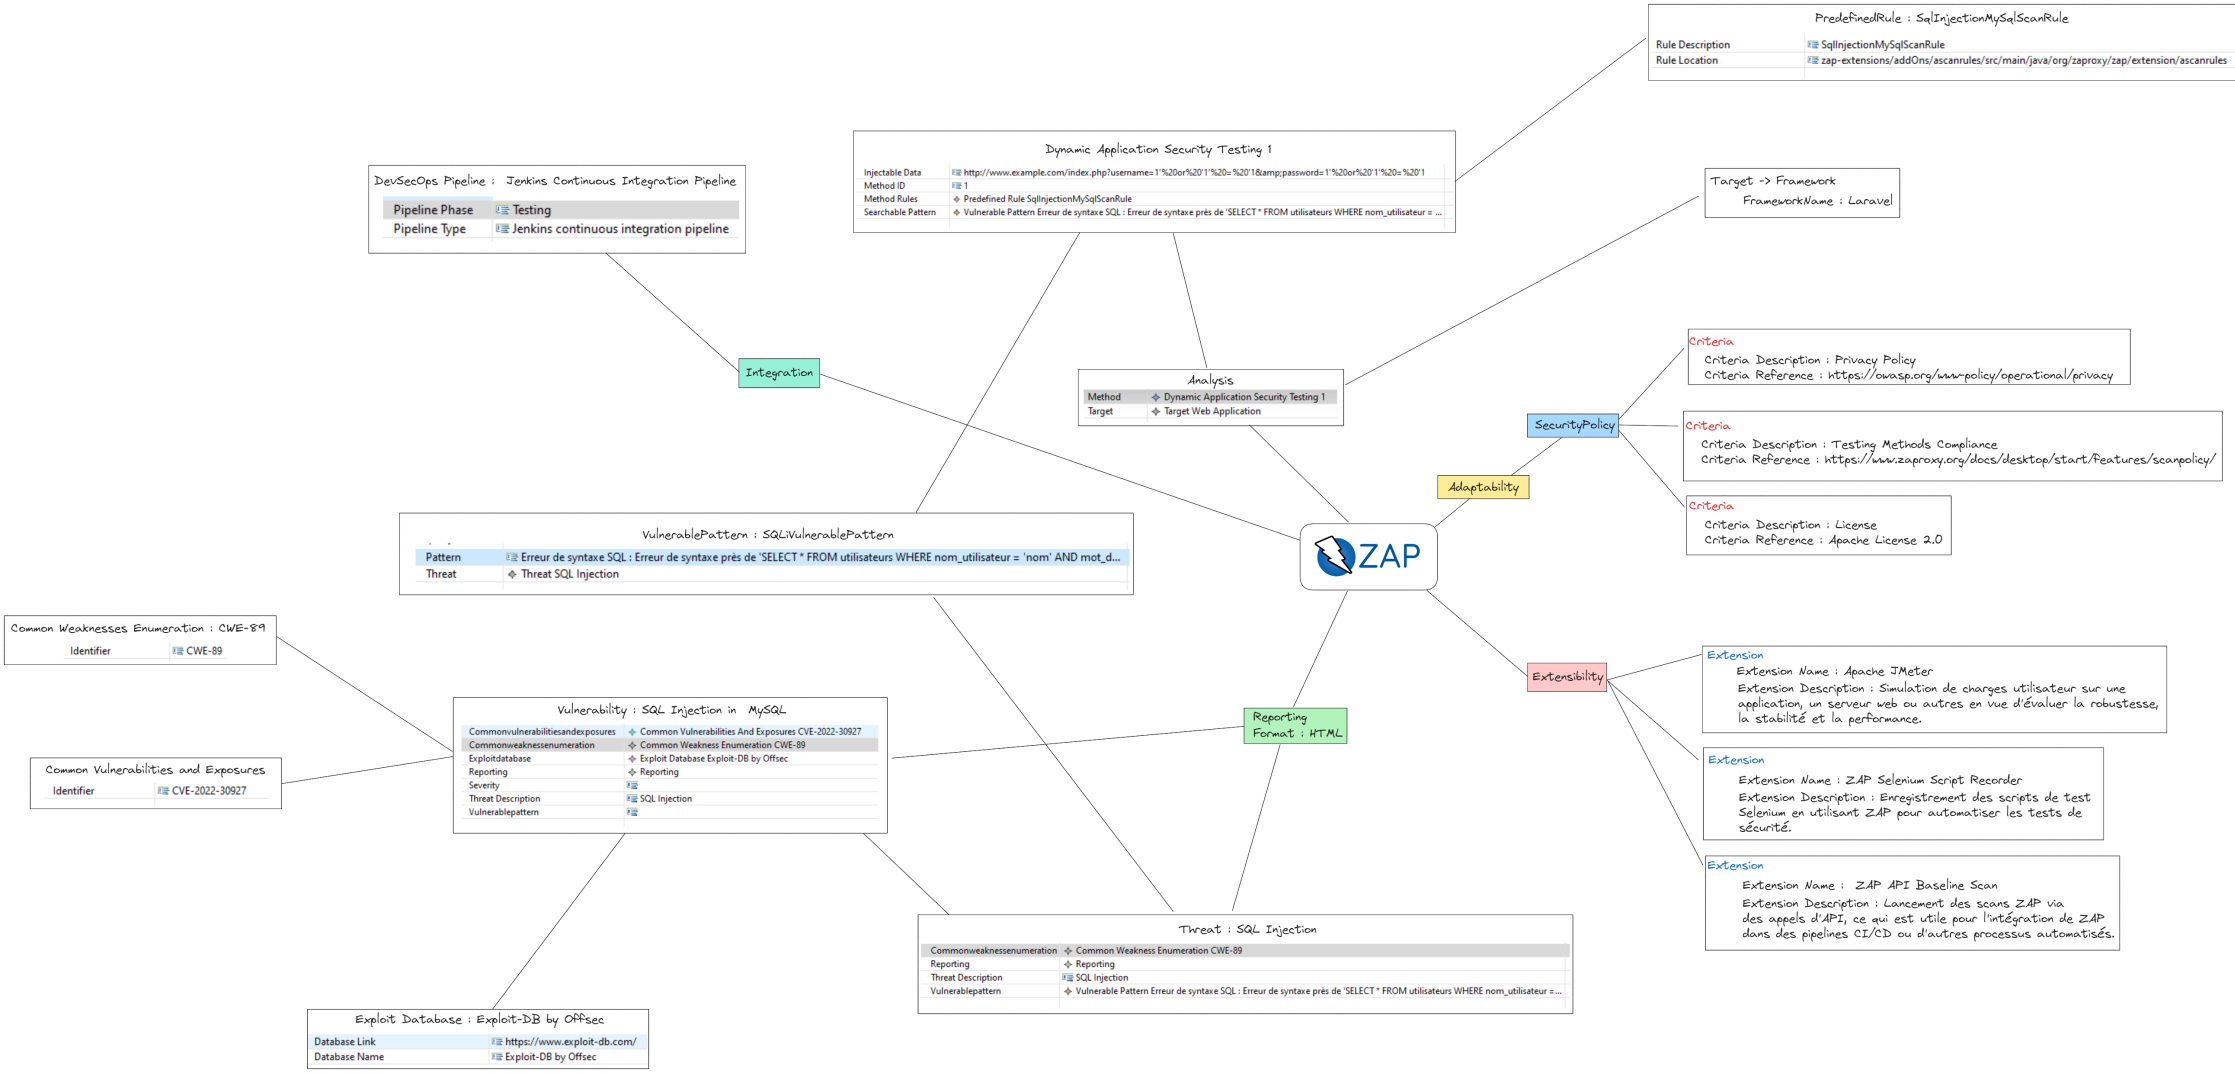 PredefinedRule : SqlInjectionMySqlScanRule
Rule Description SqlInjectionMySqlScanRule
Rule Location zap-extensions/addOns/ascanrules/src/main/java/org/zaproxy/zap/extension/ascanrules
Dynamic Application Security Testing 1
Injectable Data http://www.example.com/index.php?username=1'%20or%20'1'%20=%20'1&amp;password=1'%20or%20'1'%20=%20'1
Method ID 1
Method Rules Predefined Rule SqlInjectionMySqlScanRule
Searchable Pattern Vulnerable Pattern Erreur de syntaxe SQL : Erreur de syntaxe près de 'SELECT * FROM utilisateurs WHERE nom_utilisateur = ...
DevSecOps Pipeline : Jenkins Continuous Integration Pipeline
Pipeline Phase Testing
Pipeline Type Jenkins continuous integration pipeline
Target -> Framework
FrameworkName : Laravel
Integration
Analysis
Method Dynamic Application Security Testing 1
Target Target Web Application
Criteria
Criteria Description : Privacy Policy
Criteria Reference : https://owasp.org/www-policy/operational/privacy
SecurityPolicy
Criteria
Criteria Description : Testing Methods Compliance
Criteria Reference : https://www.zaproxy.org/docs/desktop/start/features/scanpolicy/
Adaptability
Criteria
Criteria Description : License
Criteria Reference : Apache License 2.0
ZAP
VulnerablePattern : SQLiVulnerablePattern
Pattern Erreur de syntaxe SQL : Erreur de syntaxe près de 'SELECT * FROM utilisateurs WHERE nom_utilisateur = 'nom' AND mot_d...
Threat Threat SQL Injection
Common Weaknesses Enumeration : CWE-89
Identifier CWE-89
Extensibility
Extension
Extension Name : Apache JMeter
Extension Description : Simulation de charges utilisateur sur une
application, un serveur web ou autres en vue d'évaluer la robustesse,
la stabilité et la performance.
Vulnerability : SQL Injection in MySQL
Commonvulnerabilitiesandexposures Common Vulnerabilities And Exposures CVE-2022-30927
Commonweaknessenumeration Common Weakness Enumeration CWE-89
Exploitdatabase Exploit Database Exploit-DB by Offsec
Reporting Reporting
Severity
Threat Description SQL Injection
Vulnerablepattern
Reporting
Format : HTML
Common Vulnerabilities and Exposures
Identifier CVE-2022-30927
Extension
Extension Name : ZAP Selenium Script Recorder
Extension Description : Enregistrement des scripts de test
Selenium en utilisant ZAP pour automatiser les tests de
sécurité.
Extension
Extension Name : ZAP API Baseline Scan
Extension Description : Lancement des scans ZAP via
des appels d'API, ce qui est utile pour l'intégration de ZAP
dans des pipelines CI/CD ou d'autres processus automatisés.
Threat : SQL Injection
Commonweaknessenumeration Common Weakness Enumeration CWE-89
Reporting Reporting
Threat Description SQL Injection
Vulnerablepattern Vulnerable Pattern Erreur de syntaxe SQL : Erreur de syntaxe près de 'SELECT * FROM utilisateurs WHERE nom_utilisateur =...
Exploit Database : Exploit-DB by Offsec
Database Link https://www.exploit-db.com/
Database Name Exploit-DB by Offsec